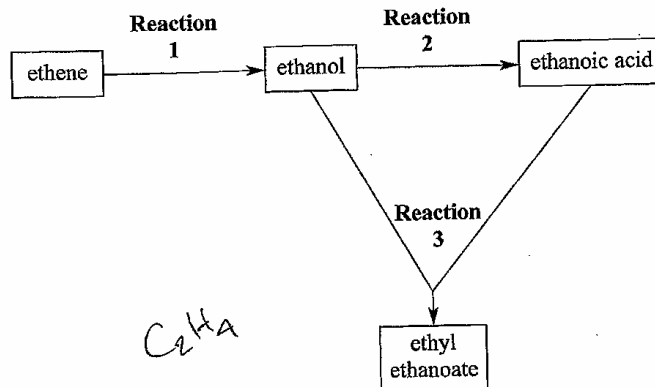 Reaction
1
Reaction
2
ethene
ethanol
ethanoic acid
Reaction
3
C₂H₄
ethyl
ethanoate